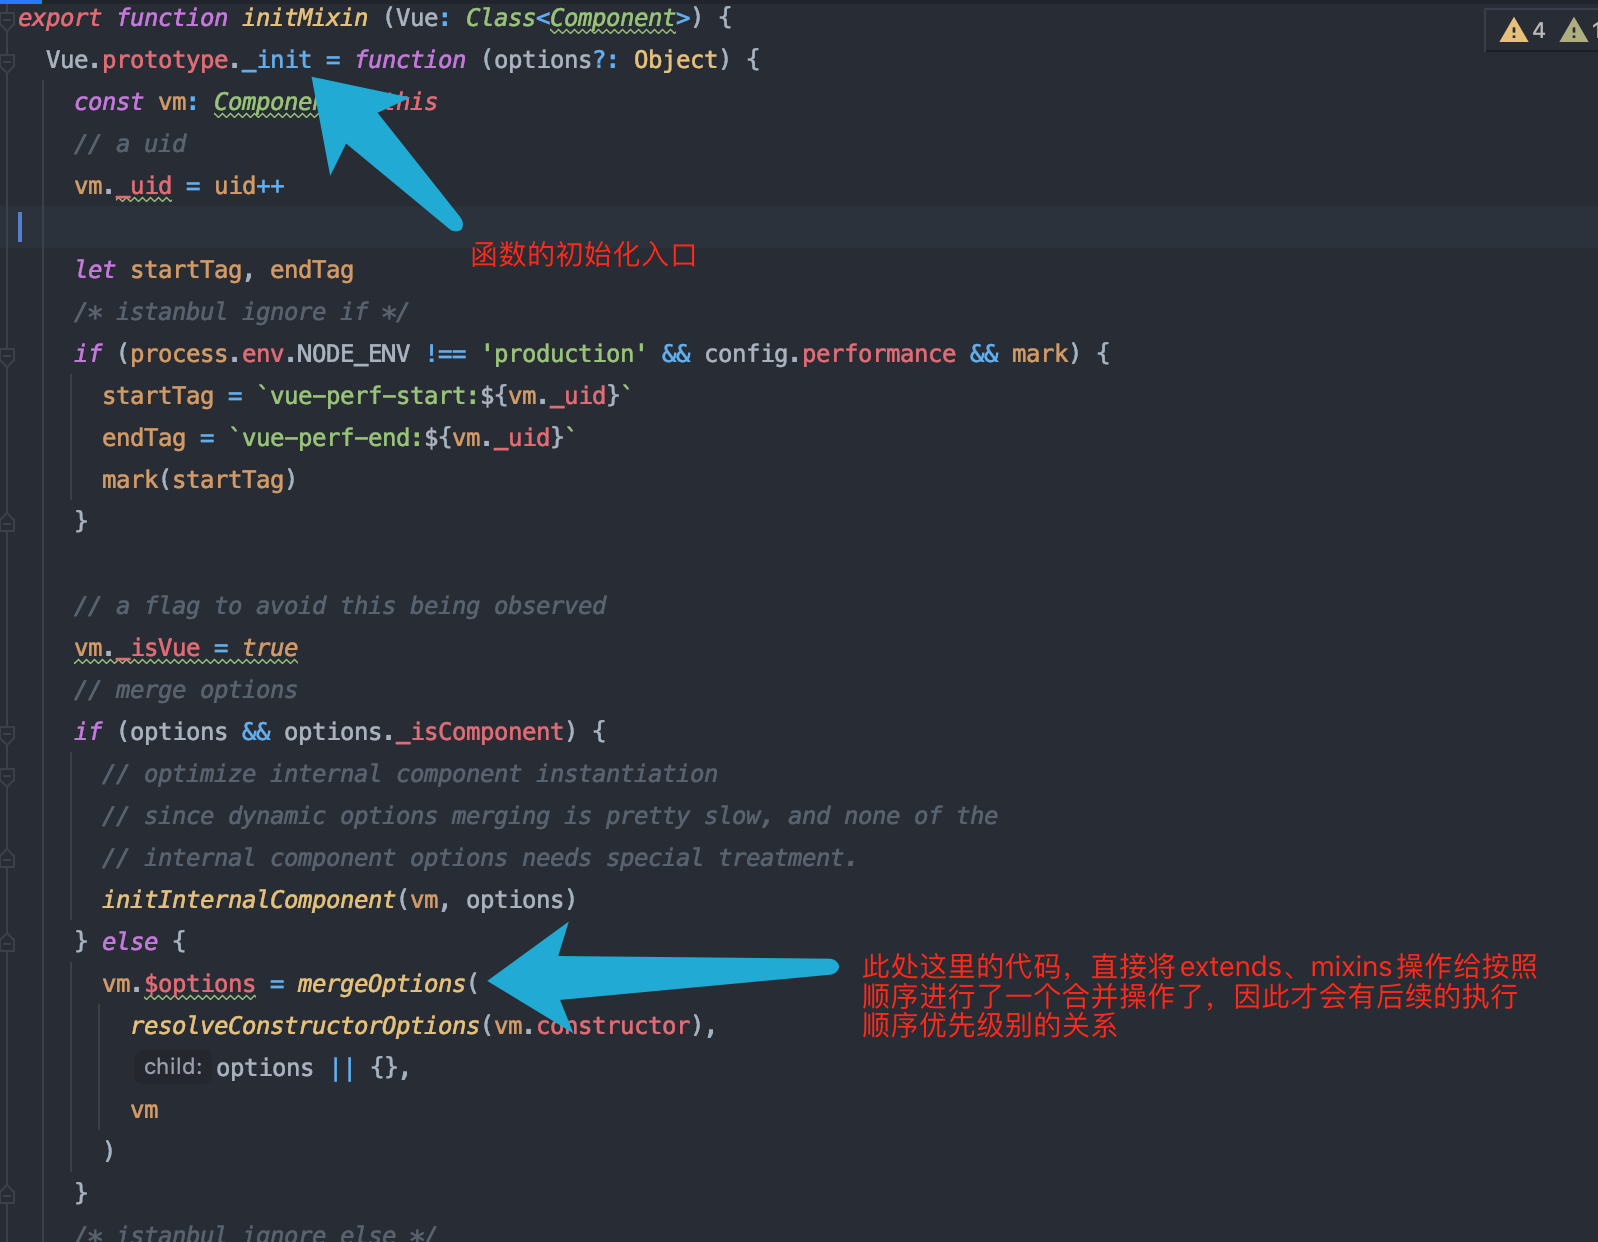 export function initMixin (Vue: Class<Component>) {
Vue.prototype._init = function (options?: Object) {
const vm: Componen this
// a uid
vm._uid = uid++
函数的初始化入口
let startTag, endTag
/* istanbul ignore if */
if (process.env.NODE_ENV !== 'production' && config.performance && mark) {
startTag = `vue-perf-start:${vm._uid}`
endTag = `vue-perf-end:${vm._uid}`
mark(startTag)
}
// a flag to avoid this being observed
vm._isVue = true
// merge options
if (options && options._isComponent) {
// optimize internal component instantiation
// since dynamic options merging is pretty slow, and none of the
// internal component options needs special treatment.
initInternalComponent(vm, options)
} else {
vm.$options = mergeOptions(
resolveConstructorOptions(vm.constructor),
child: options || {},
vm
)
}
/* istanbul ignore else */
此处这里的代码，直接将extends、mixins操作给按照
顺序进行了一个合并操作了，因此才会有后续的执行
顺序优先级别的关系
4
1